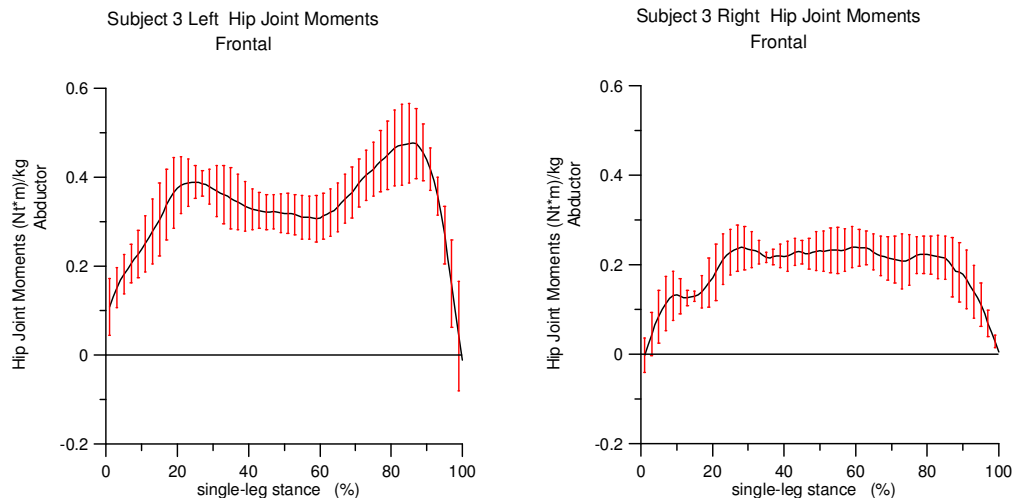 Subject 3 Left  Hip Joint Moments
Frontal
0.6
0.4
0.2
0
-0.2
Hip Joint Moments (Nt*m)/kg
Abductor
0
20
40
60
80
100
single-leg stance   (%)
Subject 3 Right  Hip Joint Moments
Frontal
0.6
0.4
0.2
0
-0.2
Hip Joint Moments (Nt*m)/kg
Abductor
0
20
40
60
80
100
single-leg stance   (%)